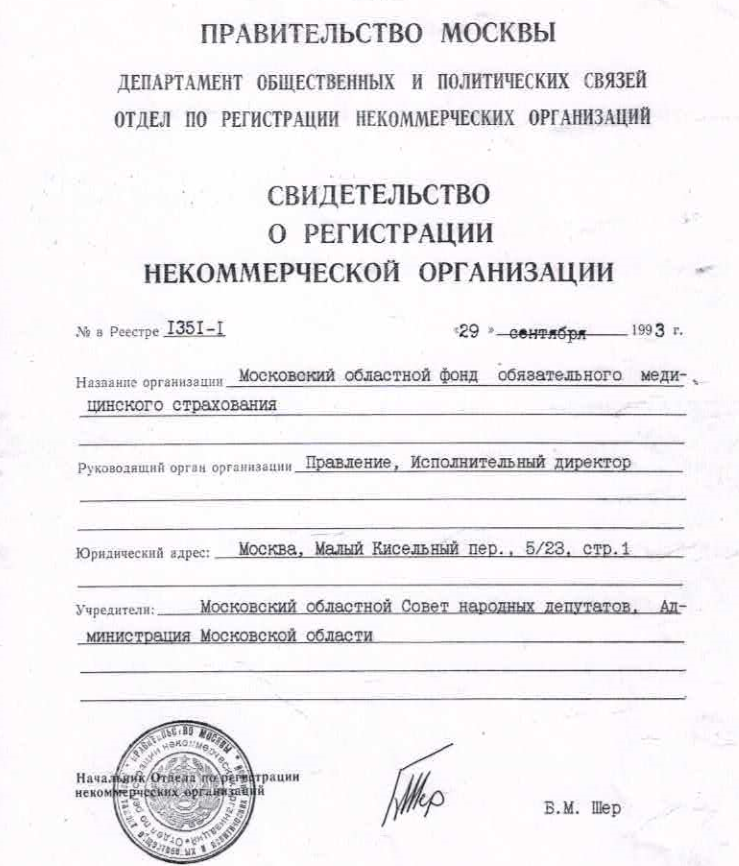 ПРАВИТЕЛЬСТВО МОСКВЫ
ДЕПАРТАМЕНТ ОБЩЕСТВЕННЫХ И ПОЛИТИЧЕСКИХ СВЯЗЕЙ
ОТДЕЛ ПО РЕГИСТРАЦИИ НЕКОММЕРЧЕСКИХ ОРГАНИЗАЦИЙ
СВИДЕТЕЛЬСТВО
О РЕГИСТРАЦИИ
НЕКОММЕРЧЕСКОЙ ОРГАНИЗАЦИИ
№ в Реестре I35I-I «29 » сентября 1993 г.
Название организации Московский областной фонд обязательного меди-
цинского страхования
Руководящий орган организации Правление, Исполнительный директор
Юридический адрес: Москва, Малый Кисельный пер., 5/23, стр.1
Учредители: Московский областной Совет народных депутатов, Ад-
министрация Московской области
Начальник Отдела по регистрации
некоммерческих организаций
Шер
Б.М. Шер